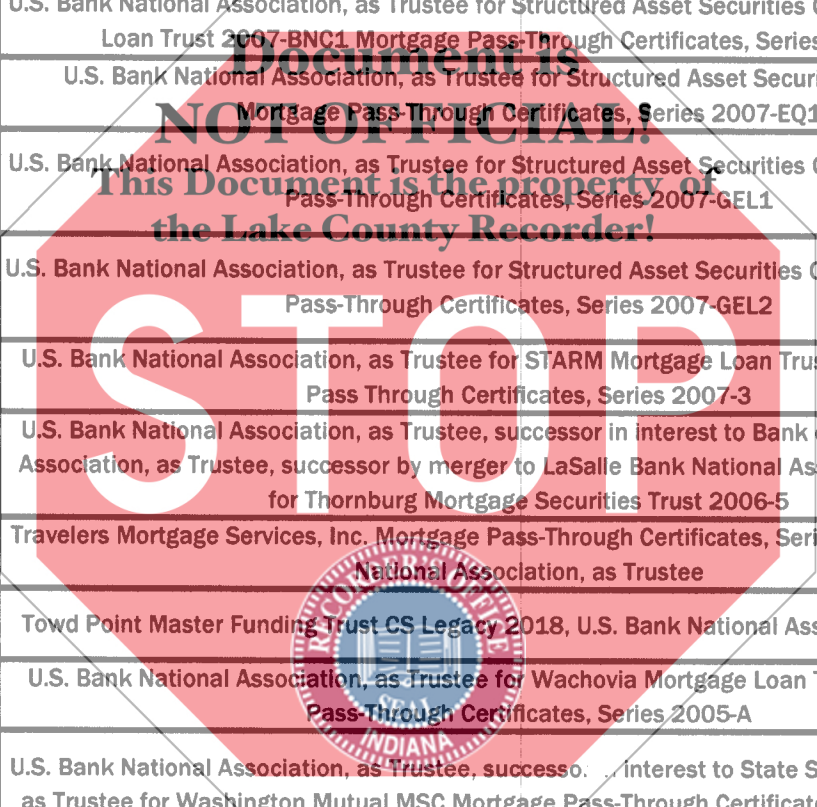 U.S. Bank National Association, as Trustee for Structured Asset Securities
Loan Trust 2007-BNC1 Mortgage Pass-Through Certificates, Series
Document is
U.S. Bank National Association, as Trustee for Structured Asset
NOT OFFICIAL!
Mortgage Pass-Through Certificates, Series 2007-EQ1
U.S. Bank National Association, as Trustee for Structured Asset Securities
This Document is the property of
Pass-Through Certificates, Series 2007-GEL1
the Lake County Recorder!
U.S. Bank National Association, as Trustee for Structured Asset Securities
Pass-Through Certificates, Series 2007-GEL2
STOP
U.S. Bank National Association, as Trustee for STARM Mortgage Loan
Pass Through Certificates, Series 2007-3
U.S. Bank National Association, as Trustee, successor in interest to Bank
Association, as Trustee, successor by merger to LaSalle Bank National
for Thornburg Mortgage Securities Trust 2006-5
Travelers Mortgage Services, Inc. Mortgage Pass-Through Certificates,
National Association, as Trustee
RECORDER'S OFFICE
Towd Point Master Funding Trust CS Legacy 2018, U.S. Bank National
U.S. Bank National Association, as Trustee for Wachovia Mortgage Loan
SEAL
Pass-Through Certificates, Series 2005-A
INDIANA
U.S. Bank National Association, as Trustee, interest to State
as Trustee for Washington Mutual MSC Mortgage Pass-Through